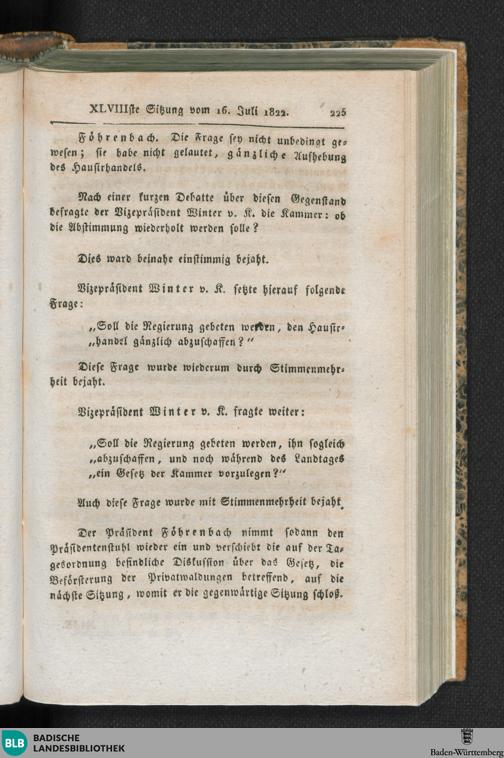 XLVIIIste Sitzung vom 16. Juli 1822. 225
Föhrenbach. Die Frage sey nicht unbedingt ge-
wesen; sie habe nicht gelautet, gänzliche Aufhebung
des Hausirhandels.
Nach einer kurzen Debatte über diesen Gegenstand
befragte der Vizepräsident Winter v. K. die Kammer: ob
die Abstimmung wiederholt werden solle?
Dies ward beinahe einstimmig bejaht.
Vizepräsident Winter v. K. setzte hierauf folgende
Frage:
„Soll die Regierung gebeten werden, den Hausir-
„handel gänzlich abzuschaffen?"
Diese Frage wurde wiederum durch Stimmenmehr-
heit bejaht.
Vizepräsident Winter v. K. fragte weiter:
„Soll die Regierung gebeten werden, ihn sogleich
„abzuschaffen, und noch während des Landtages
„ein Gesetz der Kammer vorzulegen?"
Auch diese Frage wurde mit Stimmenmehrheit bejaht.
Der Präsident Föhrenbach nimmt sodann den
Präsidentenstuhl wieder ein und verschiebt die auf der Ta-
gesordnung befindliche Diskussion über das Gesetz, die
Beförsterung der Privatwaldungen betreffend, auf die
nächste Sitzung, womit er die gegenwärtige Sitzung schloß.
BLB BADISCHE
LANDESBIBLIOTHEK
Baden-Württemberg